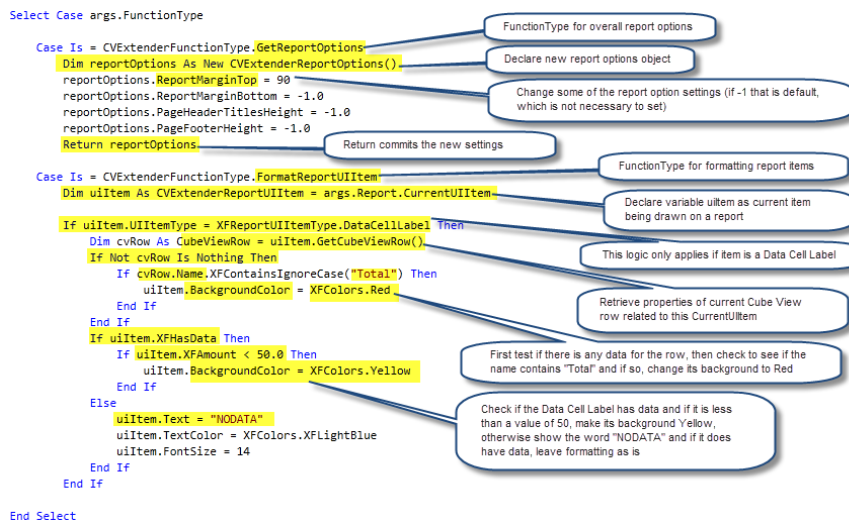 Select Case args.FunctionType
Case Is = CVExtenderFunctionType.GetReportOptions
Dim reportOptions As New CVExtenderReportOptions()
reportOptions.ReportMarginTop = 90
reportOptions.ReportMarginBottom = -1.0
reportOptions.PageHeaderTitlesHeight = -1.0
reportOptions.PageFooterHeight = -1.0
Return reportOptions
Case Is = CVExtenderFunctionType.FormatReportUIItem
Dim uiItem As CVExtenderReportUIItem = args.Report.CurrentUIItem
If uiItem.UIItemType = XFReportUIItemType.DataCellLabel Then
Dim cvRow As CubeViewRow = uiItem.GetCubeViewRow()
If Not cvRow Is Nothing Then
If cvRow.Name.XFContainsIgnoreCase("Total") Then
uiItem.BackgroundColor = XFColors.Red
End If
End If
If uiItem.XFHasData Then
If uiItem.XFAmount < 50.0 Then
uiItem.BackgroundColor = XFColors.Yellow
End If
Else
uiItem.Text = "NODATA"
uiItem.TextColor = XFColors.XFLightBlue
uiItem.FontSize = 14
End If
End If
End Select
FunctionType for overall report options
Declare new report options object
Change some of the report option settings (if -1 that is default,
which is not necessary to set)
Return commits the new settings
FunctionType for formatting report items
Declare variable uiItem as current item
being drawn on a report
This logic only applies if item is a Data Cell Label
Retrieve properties of current Cube View
row related to this CurrentUIItem
First test if there is any data for the row, then check to see if the
name contains "Total" and if so, change its background to Red
Check if the Data Cell Label has data and if it is less
than a value of 50, make its background Yellow,
otherwise show the word "NODATA" and if it does
have data, leave formatting as is